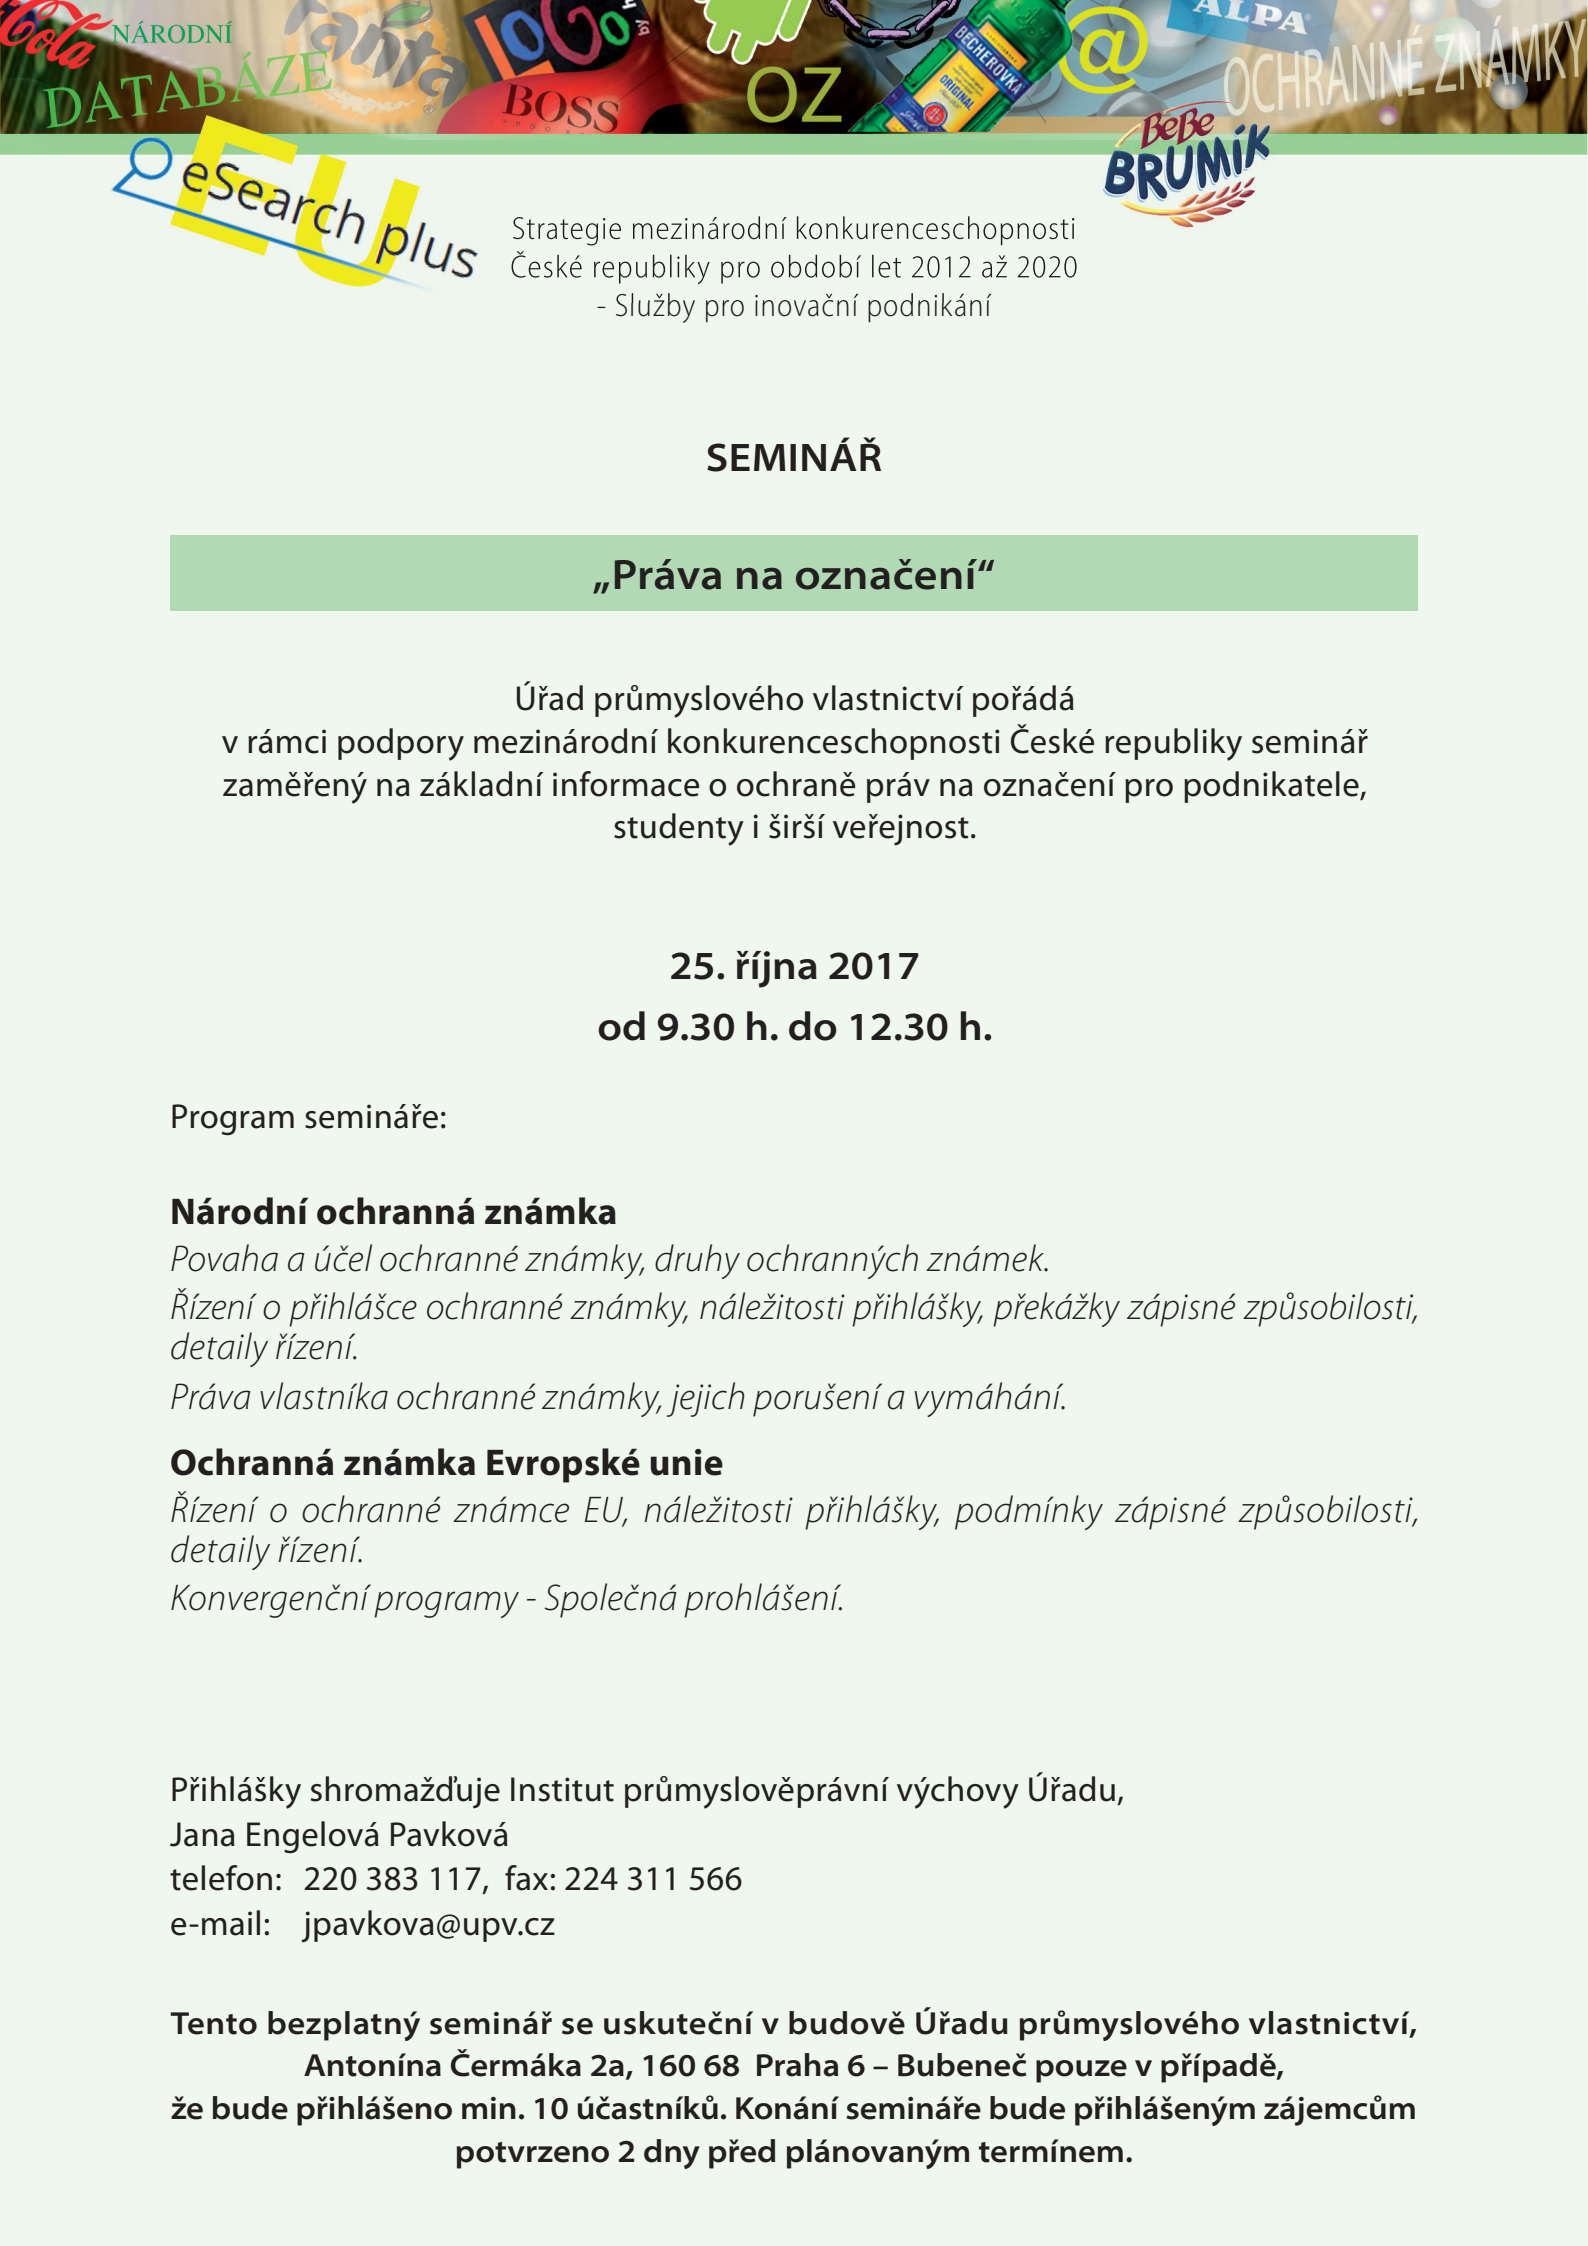 Cola
NÁRODNÍ
DATABÁZE
Fanta
LOGO
by
BOSS
OZ
BECHEROVKA
ORIGINAL
@
ALPA
OCHRANNÉ ZNÁMKY
BeBe
BRUMÍK
EU
eSearch plus
Strategie mezinárodní konkurenceschopnosti
České republiky pro období let 2012 až 2020
- Služby pro inovační podnikání
SEMINÁŘ
„Práva na označení“
Úřad průmyslového vlastnictví pořádá
v rámci podpory mezinárodní konkurenceschopnosti České republiky seminář
zaměřený na základní informace o ochraně práv na označení pro podnikatele,
studenty i širší veřejnost.
25. října 2017
od 9.30 h. do 12.30 h.
Program semináře:
Národní ochranná známka
Povaha a účel ochranné známky, druhy ochranných známek.
Řízení o přihlášce ochranné známky, náležitosti přihlášky, překážky zápisné způsobilosti,
detaily řízení.
Práva vlastníka ochranné známky, jejich porušení a vymáhání.
Ochranná známka Evropské unie
Řízení o ochranné známce EU, náležitosti přihlášky, podmínky zápisné způsobilosti,
detaily řízení.
Konvergenční programy - Společná prohlášení.
Přihlášky shromažďuje Institut průmyslověprávní výchovy Úřadu,
Jana Engelová Pavková
telefon: 220 383 117, fax: 224 311 566
e-mail: jpavkova@upv.cz
Tento bezplatný seminář se uskuteční v budově Úřadu průmyslového vlastnictví,
Antonína Čermáka 2a, 160 68 Praha 6 – Bubeneč pouze v případě,
že bude přihlášeno min. 10 účastníků. Konání semináře bude přihlášeným zájemcům
potvrzeno 2 dny před plánovaným termínem.